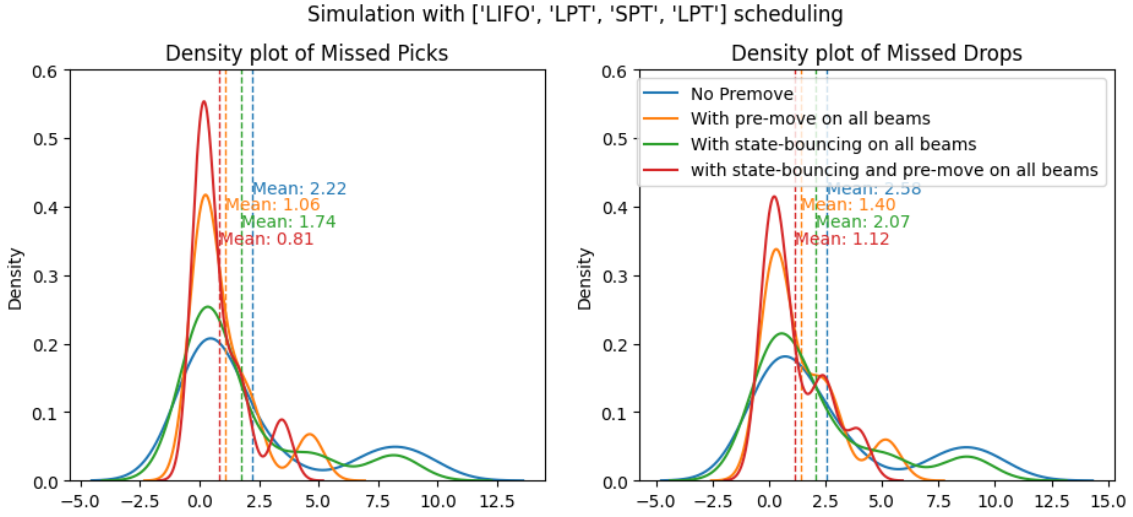 Simulation with ['LIFO', 'LPT', 'SPT', 'LPT'] scheduling
Density plot of Missed Picks
0.6
0.5
0.4
0.3
0.2
0.1
0.0
Density
Mean: 2.22
Mean: 1.06
Mean: 1.74
Mean: 0.81
−5.0 −2.5 0.0 2.5 5.0 7.5 10.0 12.5
Density plot of Missed Drops
No Premove
With pre-move on all beams
With state-bouncing on all beams
with state-bouncing and pre-move on all beams
0.6
0.5
0.4
0.3
0.2
0.1
0.0
Density
Mean: 2.58
Mean: 1.40
Mean: 2.07
Mean: 1.12
−5.0 −2.5 0.0 2.5 5.0 7.5 10.0 12.5 15.0